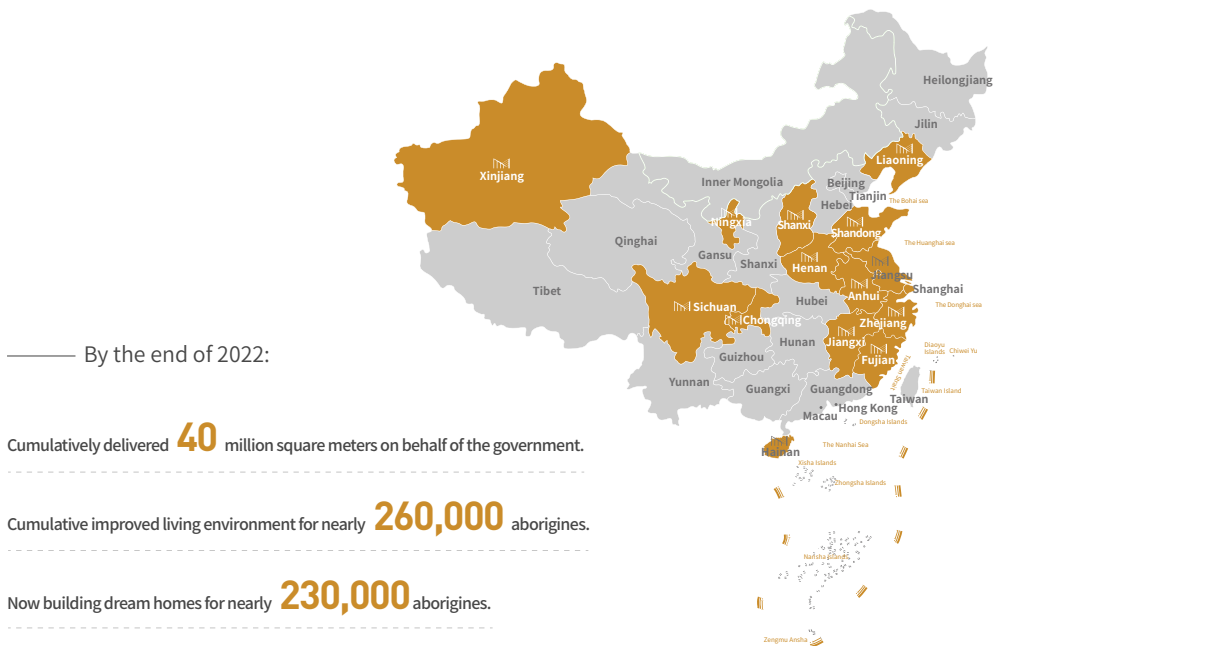 Heilongjiang
Jilin
Liaoning
Xinjiang
Inner Mongolia
Beijing
Tianjin
The Bohai sea
Hebei
Ningxia
Shanxi
Shandong
The Huanghai sea
Qinghai
Gansu
Shanxi
Henan
Jiangsu
Tibet
Shanghai
Anhui
The Donghai sea
Sichuan
Hubei
Chongqing
Zhejiang
Hunan
Jiangxi
Diaoyu
Islands
Chiwei Yu
By the end of 2022:
Guizhou
Fujian
Taiwan Strait
Yunnan
Guangxi
Guangdong
Taiwan Island
Taiwan
Hong Kong
Macau
Dongsha Islands
Cumulatively delivered 40 million square meters on behalf of the government.
The Nanhai Sea
Hainan
Xisha Islands
Zhongsha Islands
Cumulative improved living environment for nearly 260,000 aborigines.
Nansha Islands
Now building dream homes for nearly 230,000 aborigines.
Zengmu Ansha